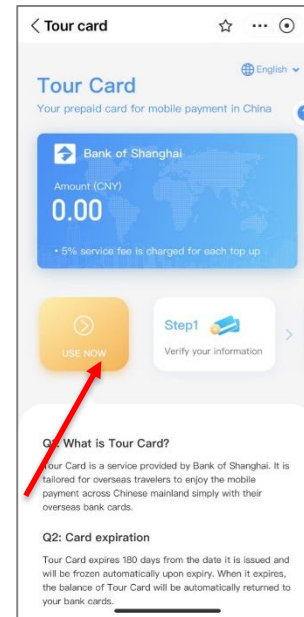 Tour card
English
Tour Card
Your prepaid card for mobile payment in China
Bank of Shanghai
Amount (CNY)
0.00
• 5% service fee is charged for each top up
USE NOW
Step1
Verify your information
What is Tour Card?
Tour Card is a service provided by Bank of Shanghai. It is
tailored for overseas travelers to enjoy the mobile
payment across Chinese mainland simply with their
overseas bank cards.
Q2: Card expiration
Tour Card expires 180 days from the date it is issued and
will be frozen automatically upon expiry. When it expires,
the balance of Tour Card will be automatically returned to
your bank cards.